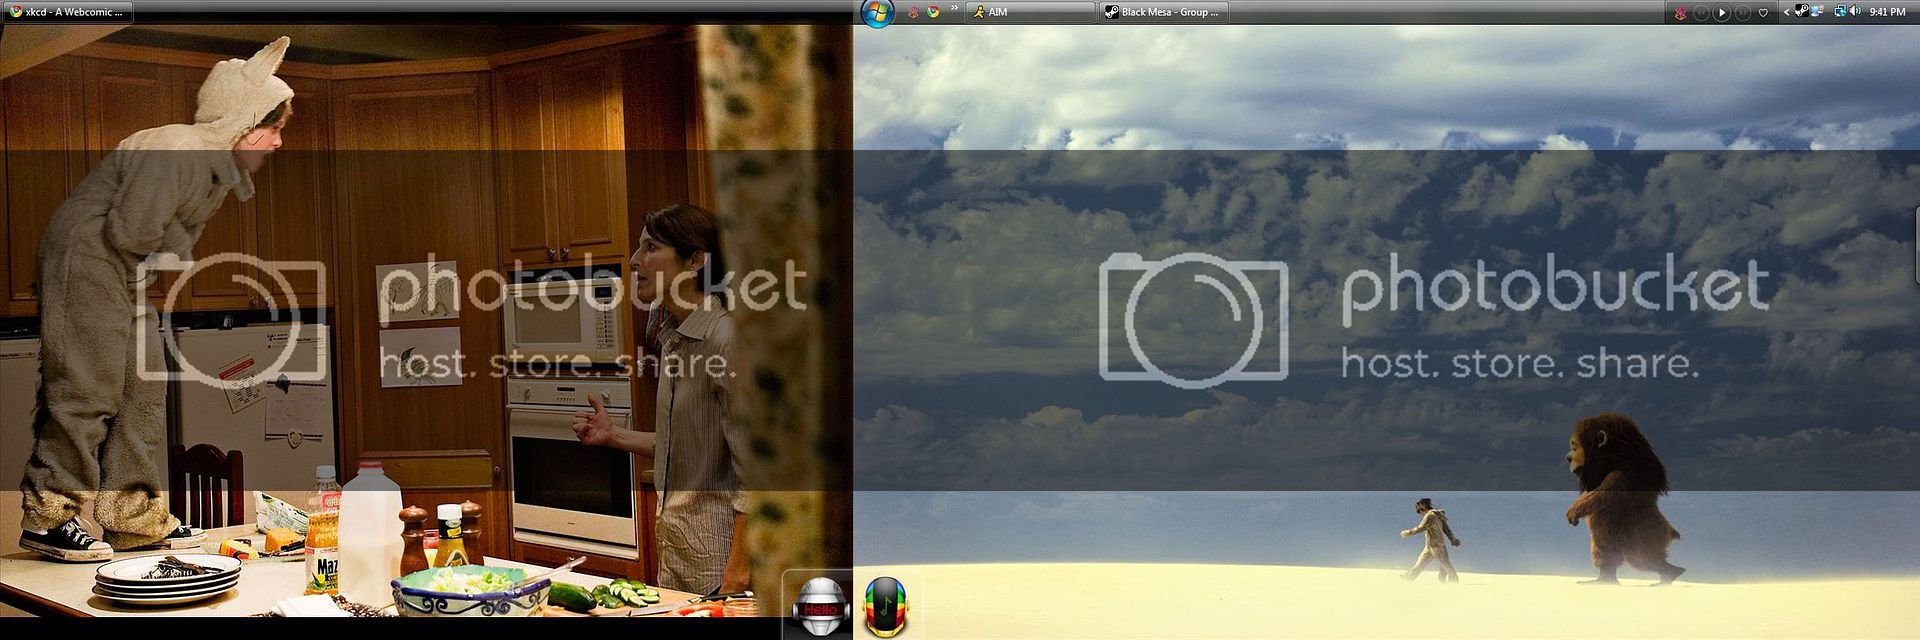 xkcd - A Webcomic ...
AIM
Black Mesa - Group ...
9:41 PM
photobucket
host. store. share.
photobucket
host. store. share.
Maz
Hello